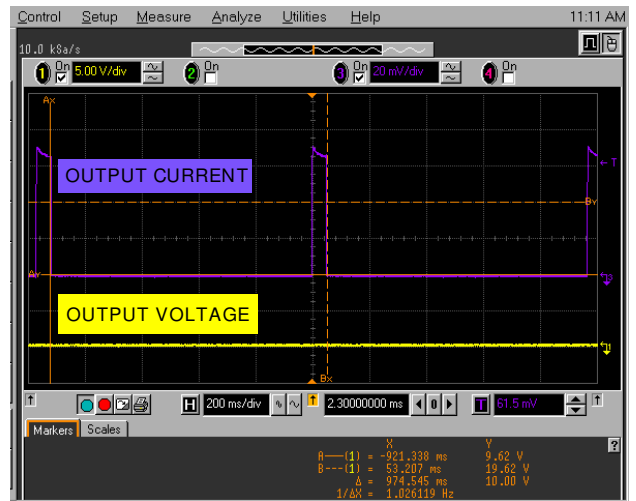 Control Setup Measure Analyze Utilities Help 11:11 AM
10.0 kSa/s
1 On 5.00 V/div 2 On 3 On 20 mV/div 4 On
Ax
T
OUTPUT CURRENT
By
Ay
3
OUTPUT VOLTAGE
1
Bx
T H 200 ms/div T 2.30000000 ms 0 T 61.5 mV T
Markers Scales ?
X Y
A——(1) = -921.338 ms 9.62 V
B---(1) = 53.207 ms 19.62 V
Δ = 974.545 ms 10.00 V
1/ΔX = 1.026119 Hz